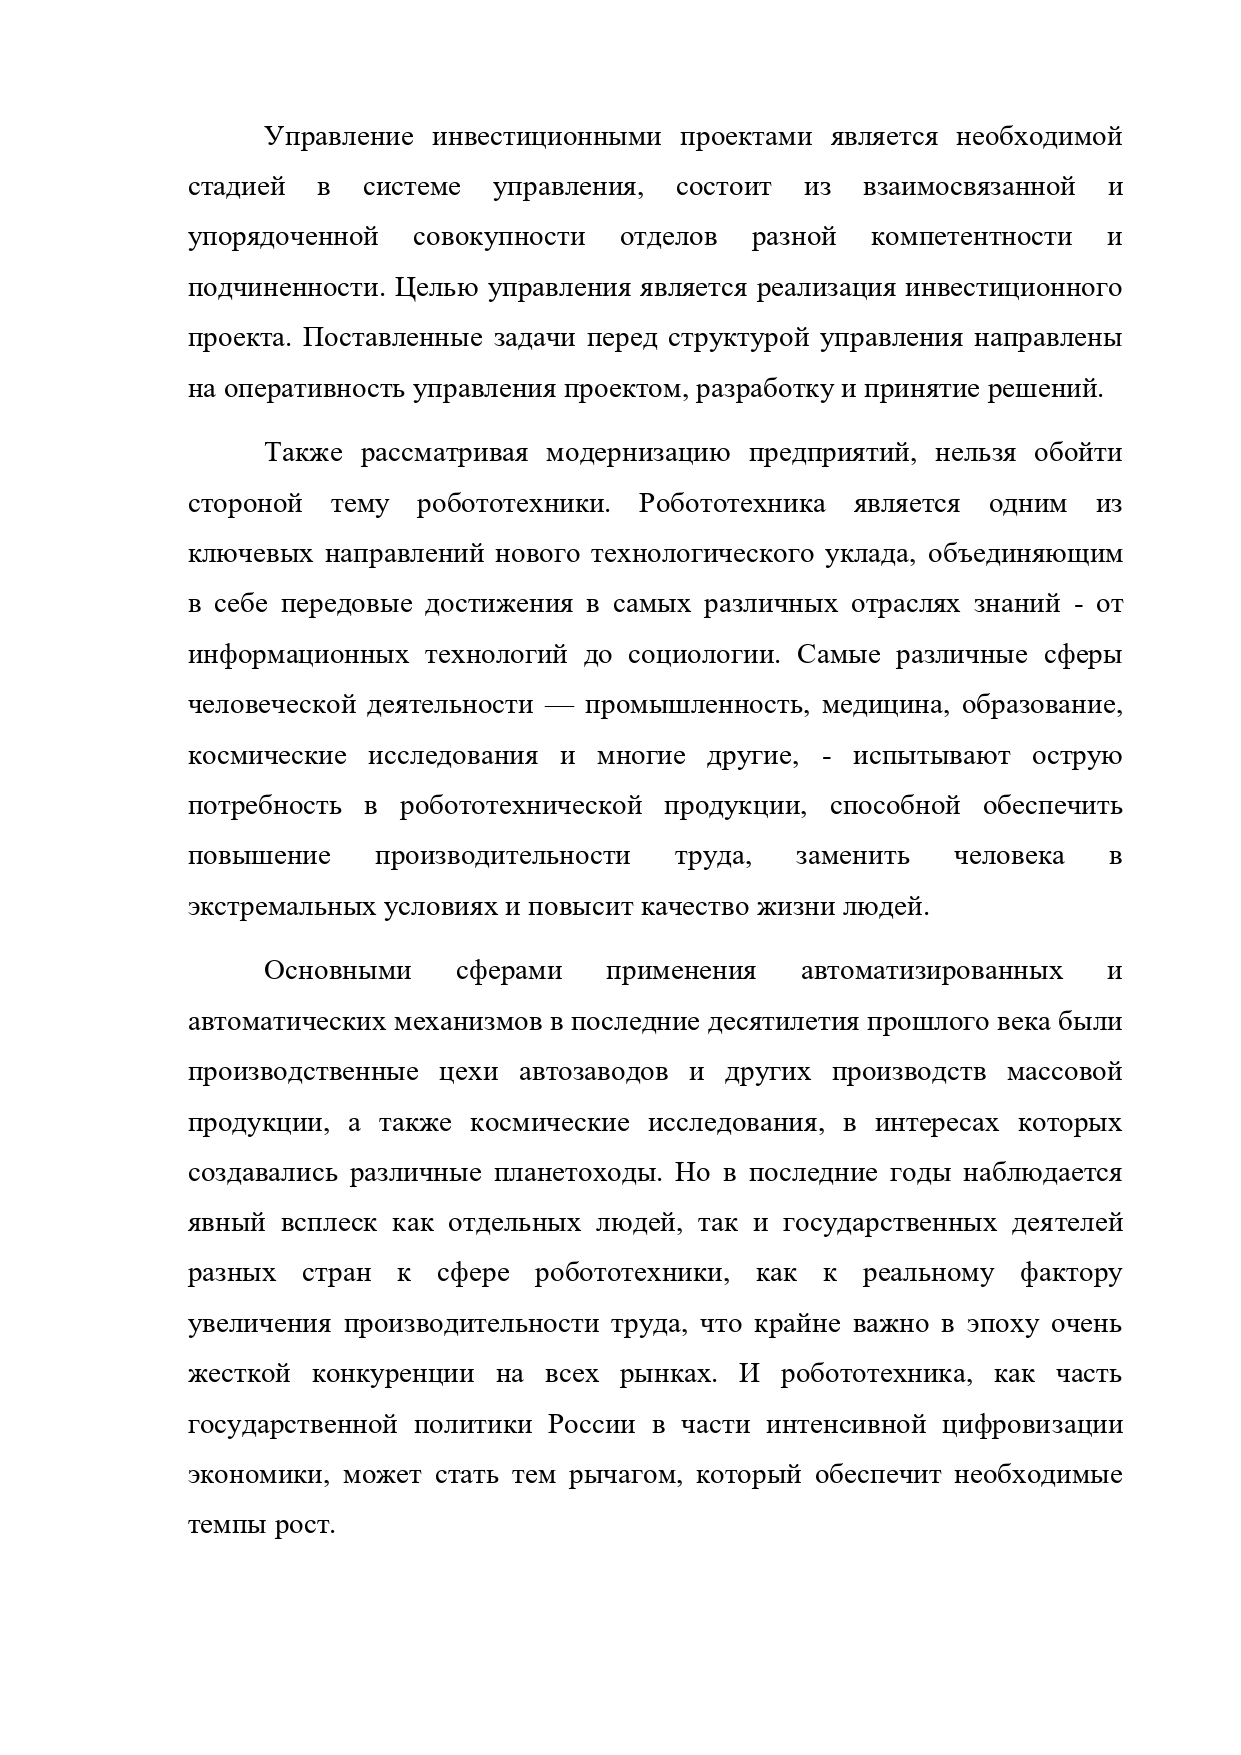 Управление инвестиционными проектами является необходимой
стадией в системе управления, состоит из взаимосвязанной и
упорядоченной совокупности отделов разной компетентности и
подчиненности. Целью управления является реализация инвестиционного
проекта. Поставленные задачи перед структурой управления направлены
на оперативность управления проектом, разработку и принятие решений.
Также рассматривая модернизацию предприятий, нельзя обойти
стороной тему робототехники. Робототехника является одним из
ключевых направлений нового технологического уклада, объединяющим
в себе передовые достижения в самых различных отраслях знаний - от
информационных технологий до социологии. Самые различные сферы
человеческой деятельности — промышленность, медицина, образование,
космические исследования и многие другие, - испытывают острую
потребность в робототехнической продукции, способной обеспечить
повышение производительности труда, заменить человека в
экстремальных условиях и повысит качество жизни людей.
Основными сферами применения автоматизированных и
автоматических механизмов в последние десятилетия прошлого века были
производственные цехи автозаводов и других производств массовой
продукции, а также космические исследования, в интересах которых
создавались различные планетоходы. Но в последние годы наблюдается
явный всплеск как отдельных людей, так и государственных деятелей
разных стран к сфере робототехники, как к реальному фактору
увеличения производительности труда, что крайне важно в эпоху очень
жесткой конкуренции на всех рынках. И робототехника, как часть
государственной политики России в части интенсивной цифровизации
экономики, может стать тем рычагом, который обеспечит необходимые
темпы рост.